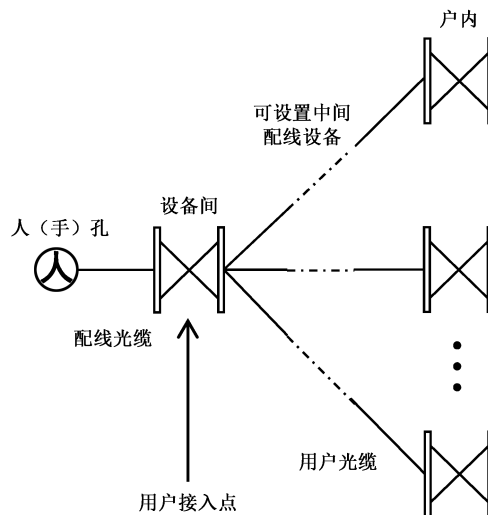 户内
可设置中间
配线设备
设备间
人（手）孔
人
配线光缆
用户光缆
用户接入点